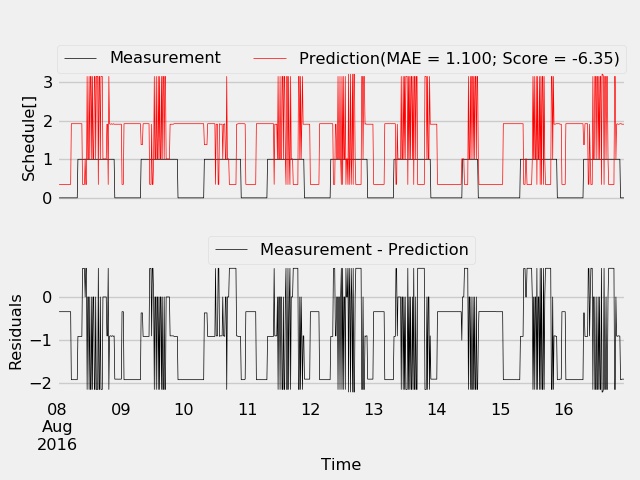 Measurement
Prediction(MAE = 1.100; Score = -6.35)
Schedule[]
3
2
1
0
Measurement - Prediction
Residuals
0
−1
−2
08 09 10 11 12 13 14 15 16
Aug
2016
Time